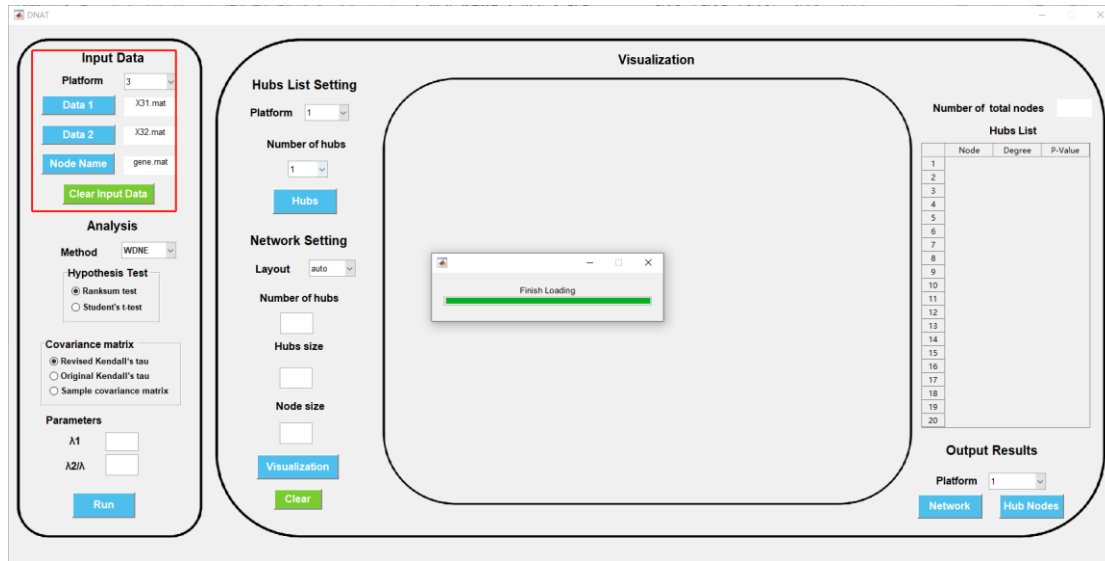 DNAT
Input Data
Platform 3
Data 1 X31.mat
Data 2 X32.mat
Node Name gene.mat
Clear Input Data
Analysis
Method WDNE
Hypothesis Test
Ranksum test
Student's t-test
Covariance matrix
Revised Kendall's tau
Original Kendall's tau
Sample covariance matrix
Parameters
λ1
λ2/λ
Run
Visualization
Hubs List Setting
Platform 1
Number of hubs
1
Hubs
Network Setting
Layout auto
Number of hubs
Hubs size
Node size
Visualization
Clear
Finish Loading
Number of total nodes
Hubs List
Node Degree P-Value
1
2
3
4
5
6
7
8
9
10
11
12
13
14
15
16
17
18
19
20
Output Results
Platform 1
Network Hub Nodes